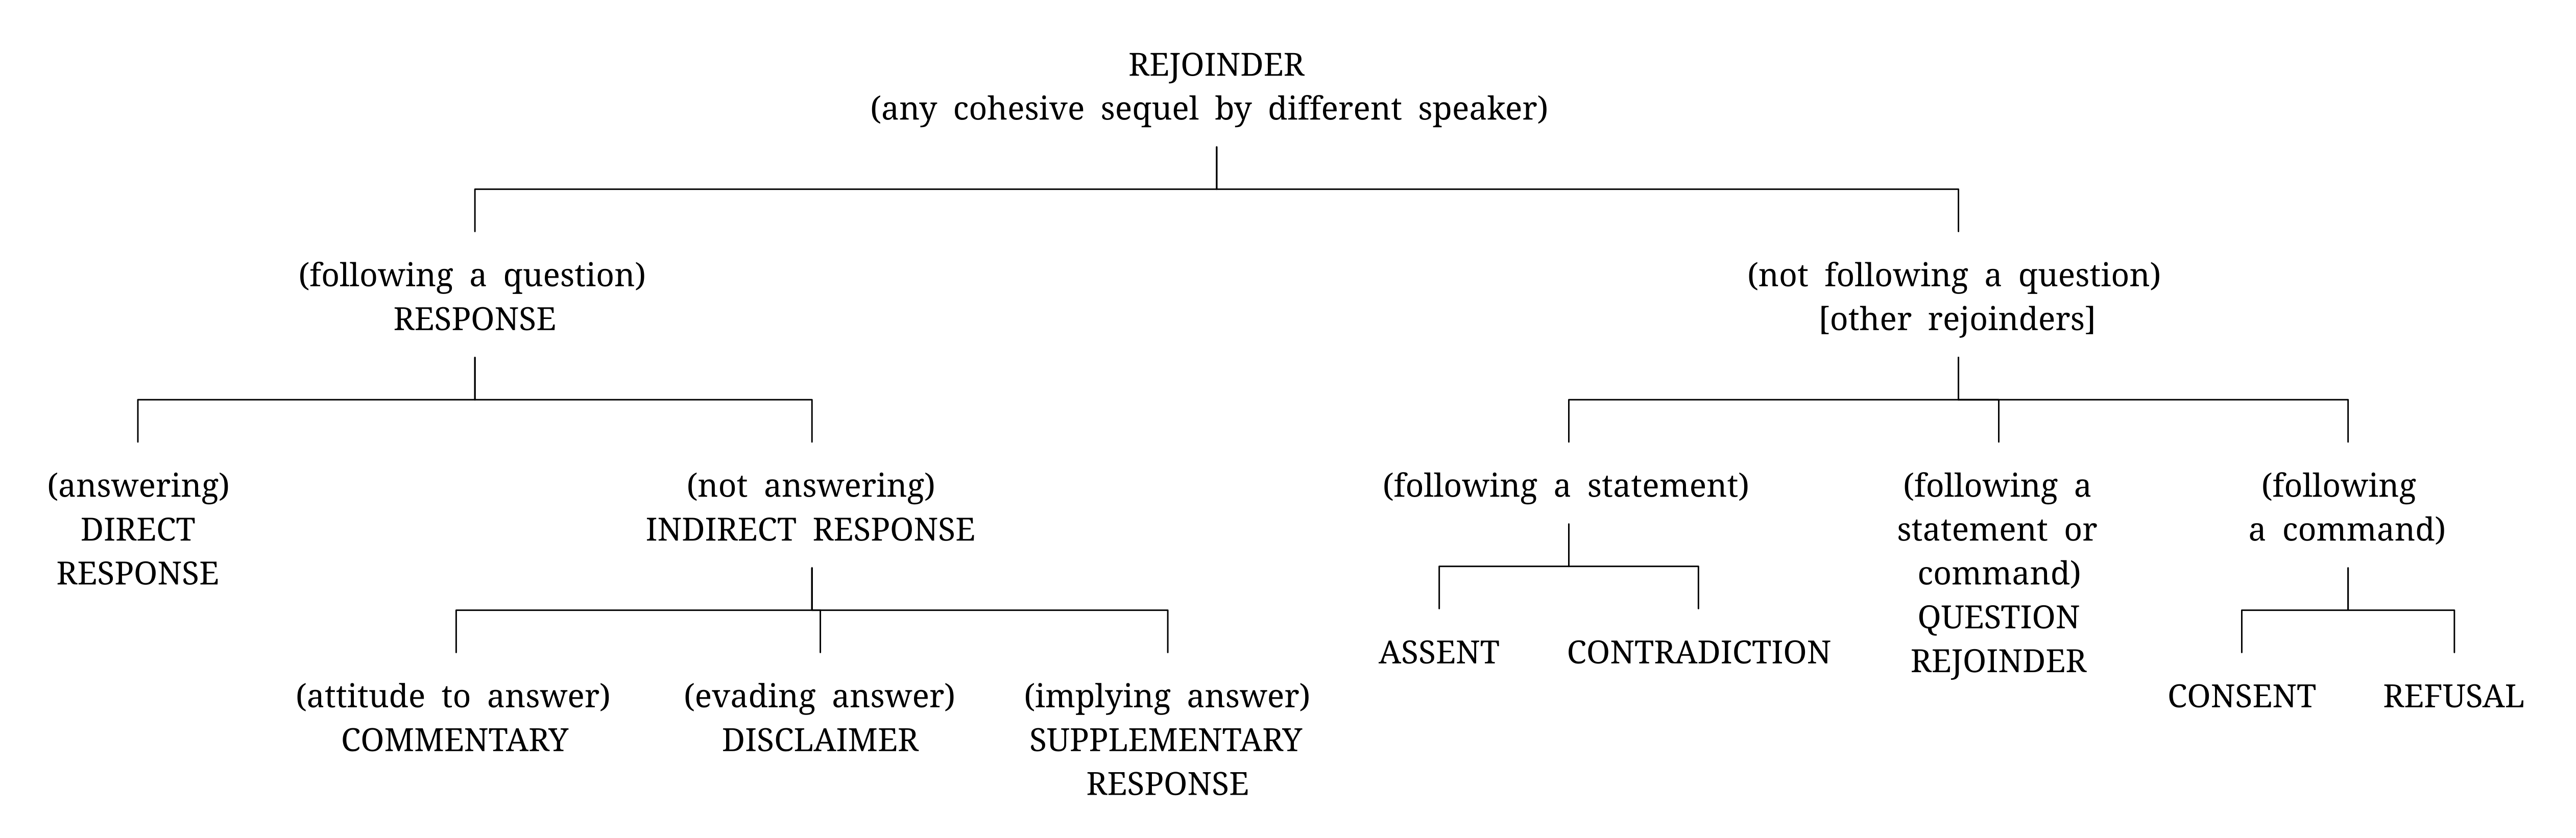 REJOINDER
(any cohesive sequel by different speaker)
(following a question)
RESPONSE
(not following a question)
[other rejoinders]
(answering)
DIRECT
RESPONSE
(not answering)
INDIRECT RESPONSE
(following a statement)
(following a
statement or
command)
QUESTION
REJOINDER
(following
a command)
(attitude to answer)
COMMENTARY
(evading answer)
DISCLAIMER
(implying answer)
SUPPLEMENTARY
RESPONSE
ASSENT
CONTRADICTION
CONSENT
REFUSAL